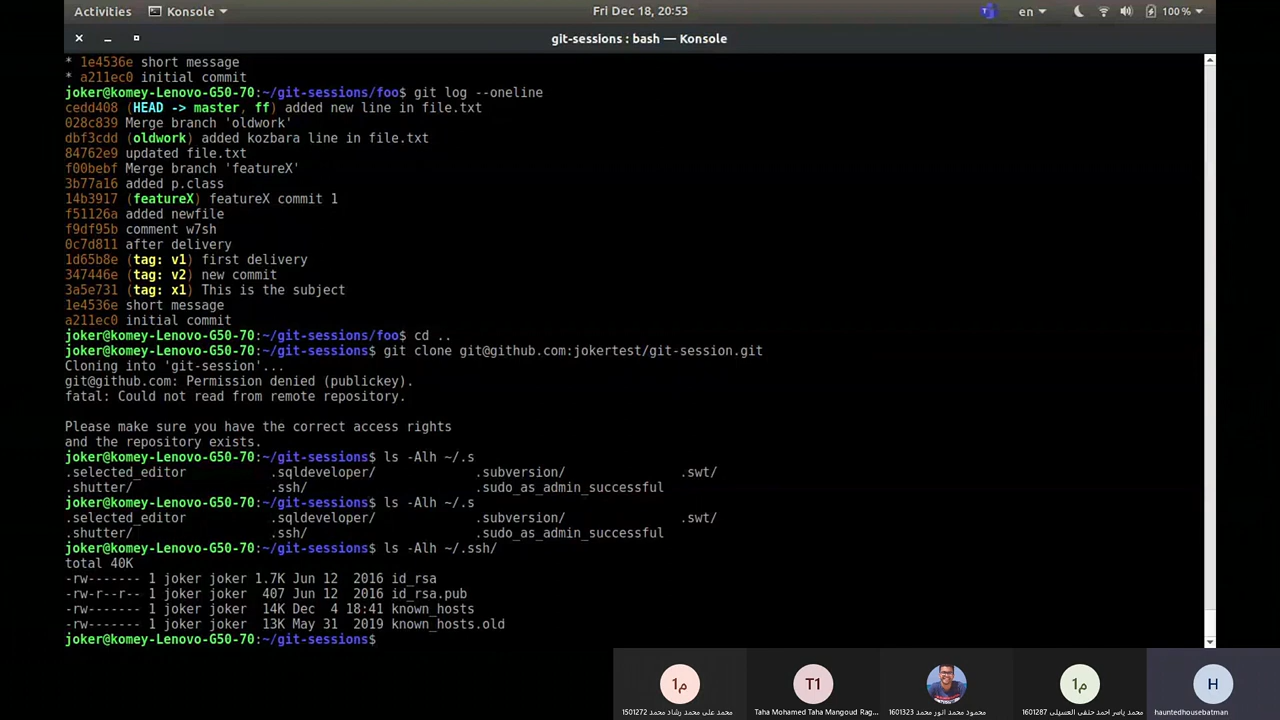 Activities Konsole Fri Dec 18, 20:53 en 100 %
git-sessions : bash — Konsole
* 1e4536e short message
* a211ec0 initial commit
joker@komey-Lenovo-G50-70:~/git-sessions/foo$ git log --oneline
cedd408 (HEAD -> master, ff) added new line in file.txt
028c839 Merge branch 'oldwork'
dbf3cdd (oldwork) added kozbara line in file.txt
84762e9 updated file.txt
f00bebf Merge branch 'featureX'
3b77a16 added p.class
14b3917 (featureX) featureX commit 1
f51126a added newfile
f9df95b comment w7sh
0c7d811 after delivery
1d65b8e (tag: v1) first delivery
347446e (tag: v2) new commit
3a5e731 (tag: x1) This is the subject
1e4536e short message
a211ec0 initial commit
joker@komey-Lenovo-G50-70:~/git-sessions/foo$ cd ..
joker@komey-Lenovo-G50-70:~/git-sessions$ git clone git@github.com:jokertest/git-session.git
Cloning into 'git-session'...
git@github.com: Permission denied (publickey).
fatal: Could not read from remote repository.
Please make sure you have the correct access rights
and the repository exists.
joker@komey-Lenovo-G50-70:~/git-sessions$ ls -Alh ~/.s
.selected_editor .sqldeveloper/ .subversion/ .swt/
.shutter/ .ssh/ .sudo_as_admin_successful
joker@komey-Lenovo-G50-70:~/git-sessions$ ls -Alh ~/.s
.selected_editor .sqldeveloper/ .subversion/ .swt/
.shutter/ .ssh/ .sudo_as_admin_successful
joker@komey-Lenovo-G50-70:~/git-sessions$ ls -Alh ~/.ssh/
total 40K
-rw------- 1 joker joker 1.7K Jun 12 2016 id_rsa
-rw-r--r-- 1 joker joker 407 Jun 12 2016 id_rsa.pub
-rw------- 1 joker joker 14K Dec 4 18:41 known_hosts
-rw------- 1 joker joker 13K May 31 2019 known_hosts.old
joker@komey-Lenovo-G50-70:~/git-sessions$
م1 T1 م1 H
محمد على محمد رشاد محمد 1501272 Taha Mohamed Taha Mangoud Rag... محمود محمد انور محمد 1601323 محمد ياسر احمد حنفى العسيلى 1601287 hauntedhousebatman